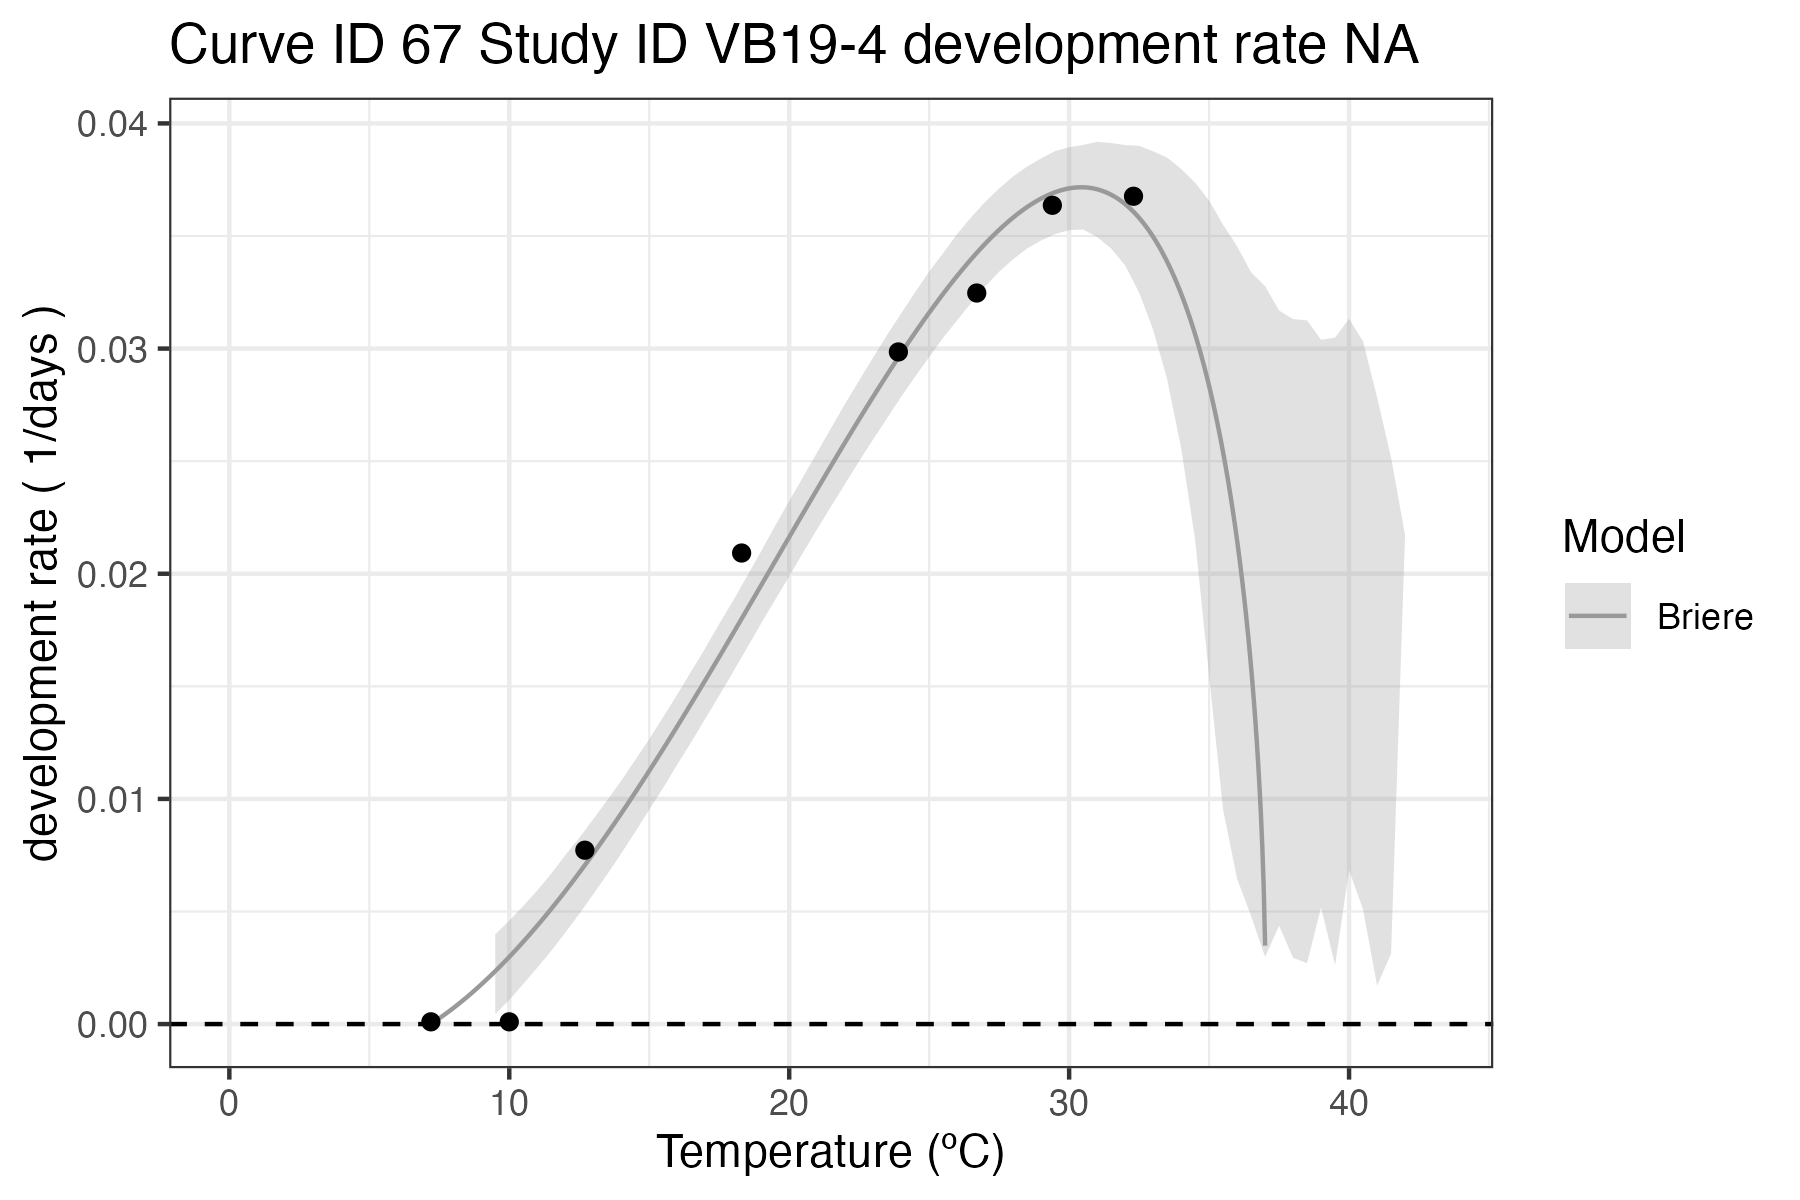 Curve ID 67 Study ID VB19-4 development rate NA
development rate ( 1/days )
0.04
0.03
0.02
0.01
0.00
0
10
20
30
40
Temperature (ºC)
Model
Briere